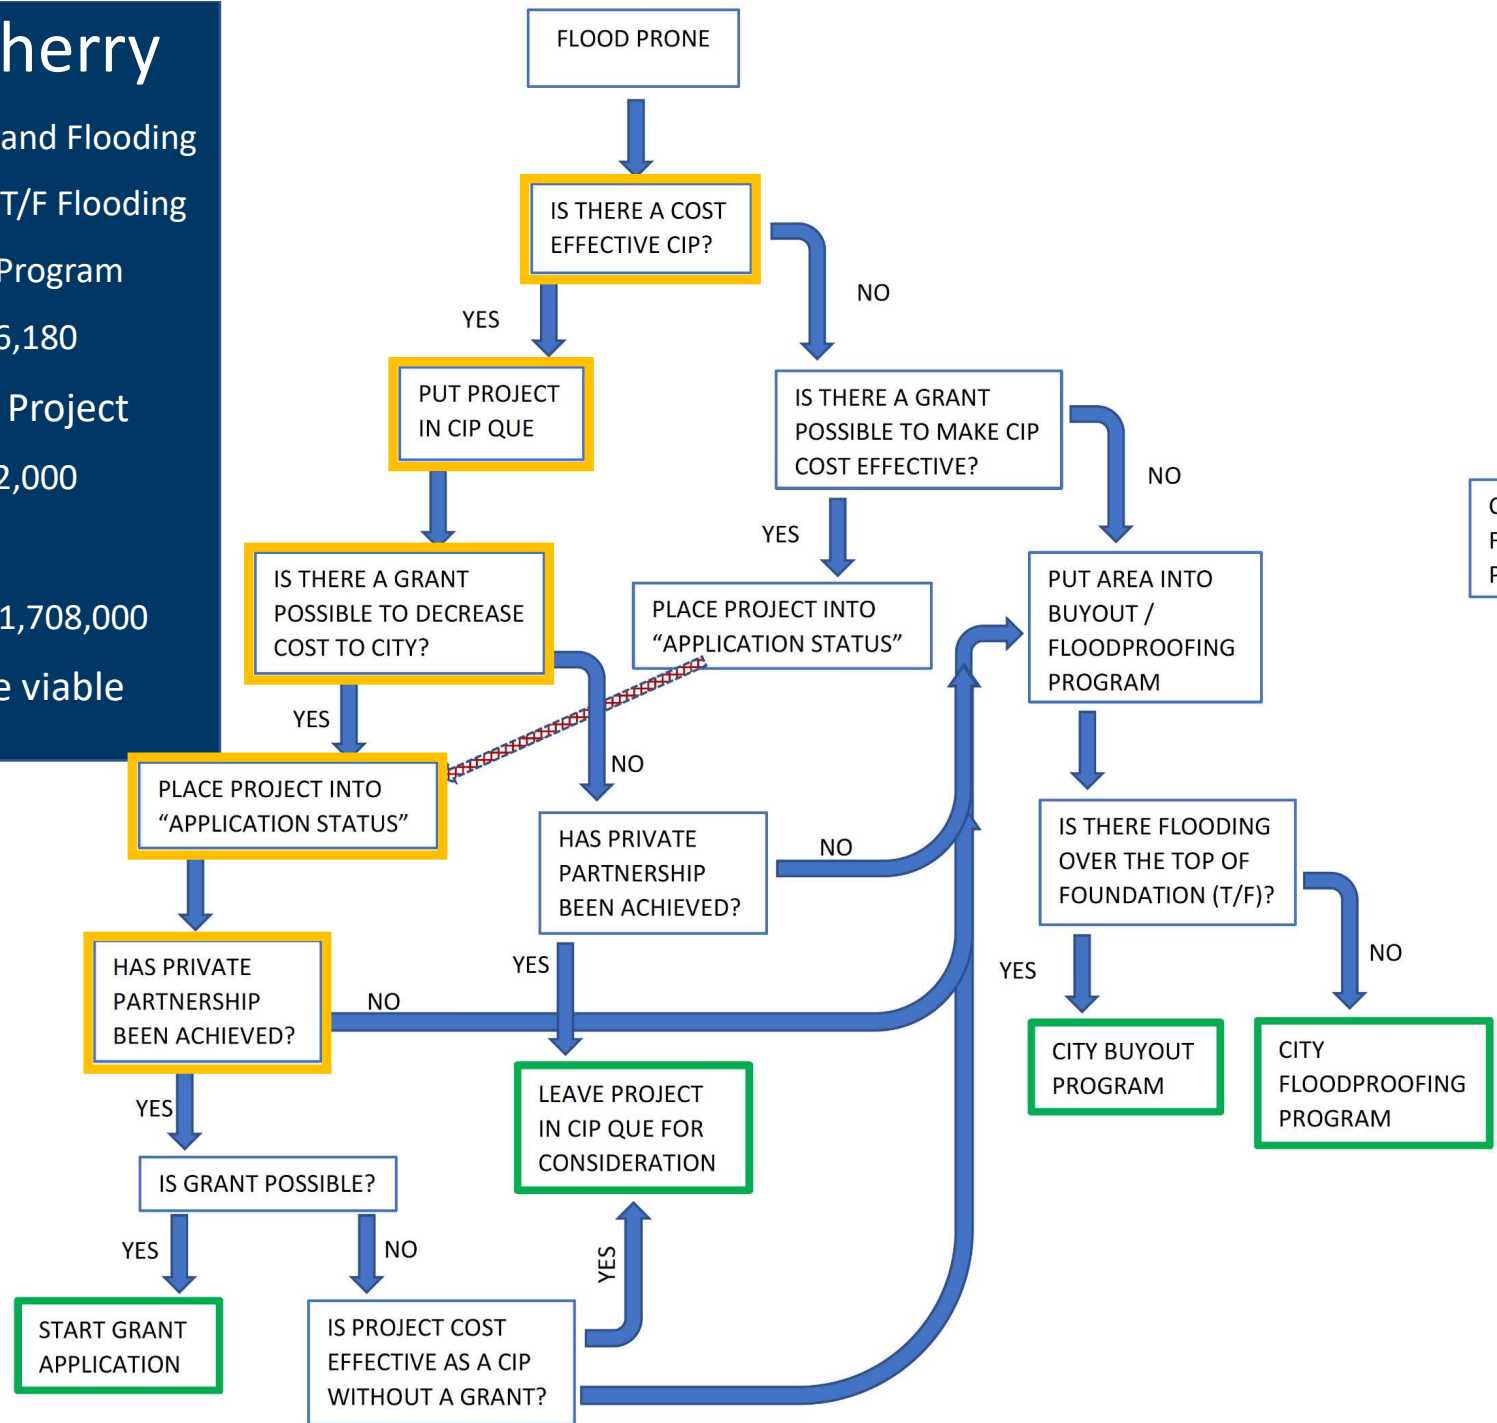 herry
and Flooding
T/F Flooding
Program
6,180
Project
2,000
1,708,000
e viable
FLOOD PRONE
IS THERE A COST
EFFECTIVE CIP?
YES
NO
PUT PROJECT
IN CIP QUE
IS THERE A GRANT
POSSIBLE TO MAKE CIP
COST EFFECTIVE?
YES
NO
IS THERE A GRANT
POSSIBLE TO DECREASE
COST TO CITY?
PLACE PROJECT INTO
“APPLICATION STATUS”
PUT AREA INTO
BUYOUT /
FLOODPROOFING
PROGRAM
C
F
P
YES
NO
PLACE PROJECT INTO
“APPLICATION STATUS”
HAS PRIVATE
PARTNERSHIP
BEEN ACHIEVED?
NO
IS THERE FLOODING
OVER THE TOP OF
FOUNDATION (T/F)?
HAS PRIVATE
PARTNERSHIP
BEEN ACHIEVED?
NO
YES
YES
NO
LEAVE PROJECT
IN CIP QUE FOR
CONSIDERATION
CITY BUYOUT
PROGRAM
CITY
FLOODPROOFING
PROGRAM
YES
IS GRANT POSSIBLE?
YES
NO
YES
START GRANT
APPLICATION
IS PROJECT COST
EFFECTIVE AS A CIP
WITHOUT A GRANT?